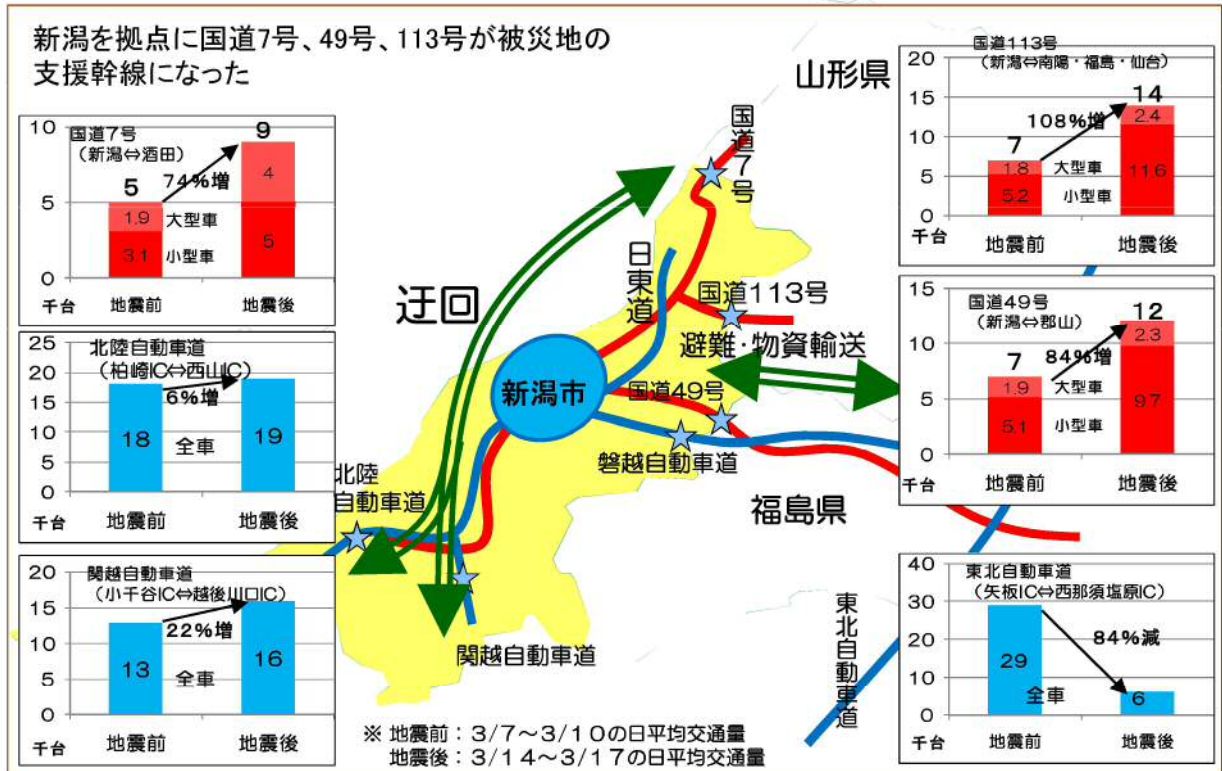 新潟を拠点に国道7号、49号、113号が被災地の
支援幹線になった
国道7号
(新潟⇔酒田)
10
5
0
千台
5
9
74%増
1.9
大型車
3.1
小型車
4
5
地震前
地震後
北陸自動車道
(柏崎IC⇔西山IC)
25
20
15
10
5
0
千台
6%増
18
全車
19
地震前
地震後
関越自動車道
(小千谷IC⇔越後川口IC)
20
15
10
5
0
千台
22%増
13
全車
16
地震前
地震後
山形県
国道7号
日東道
迂回
国道113号
避難・物資輸送
新潟市
国道49号
磐越自動車道
北陸
自動車道
福島県
関越自動車道
東北自動車道
国道113号
(新潟⇔南陽・福島・仙台)
20
15
10
5
0
千台
7
14
108%増
1.8
大型車
5.2
小型車
2.4
11.6
地震前
地震後
国道49号
(新潟⇔郡山)
15
10
5
0
千台
7
12
84%増
1.9
大型車
5.1
小型車
2.3
9.7
地震前
地震後
東北自動車道
(矢板IC⇔西那須塩原IC)
40
30
20
10
0
千台
84%減
29
全車
6
地震前
地震後
※ 地震前:3/7~3/10の日平均交通量
地震後:3/14~3/17の日平均交通量